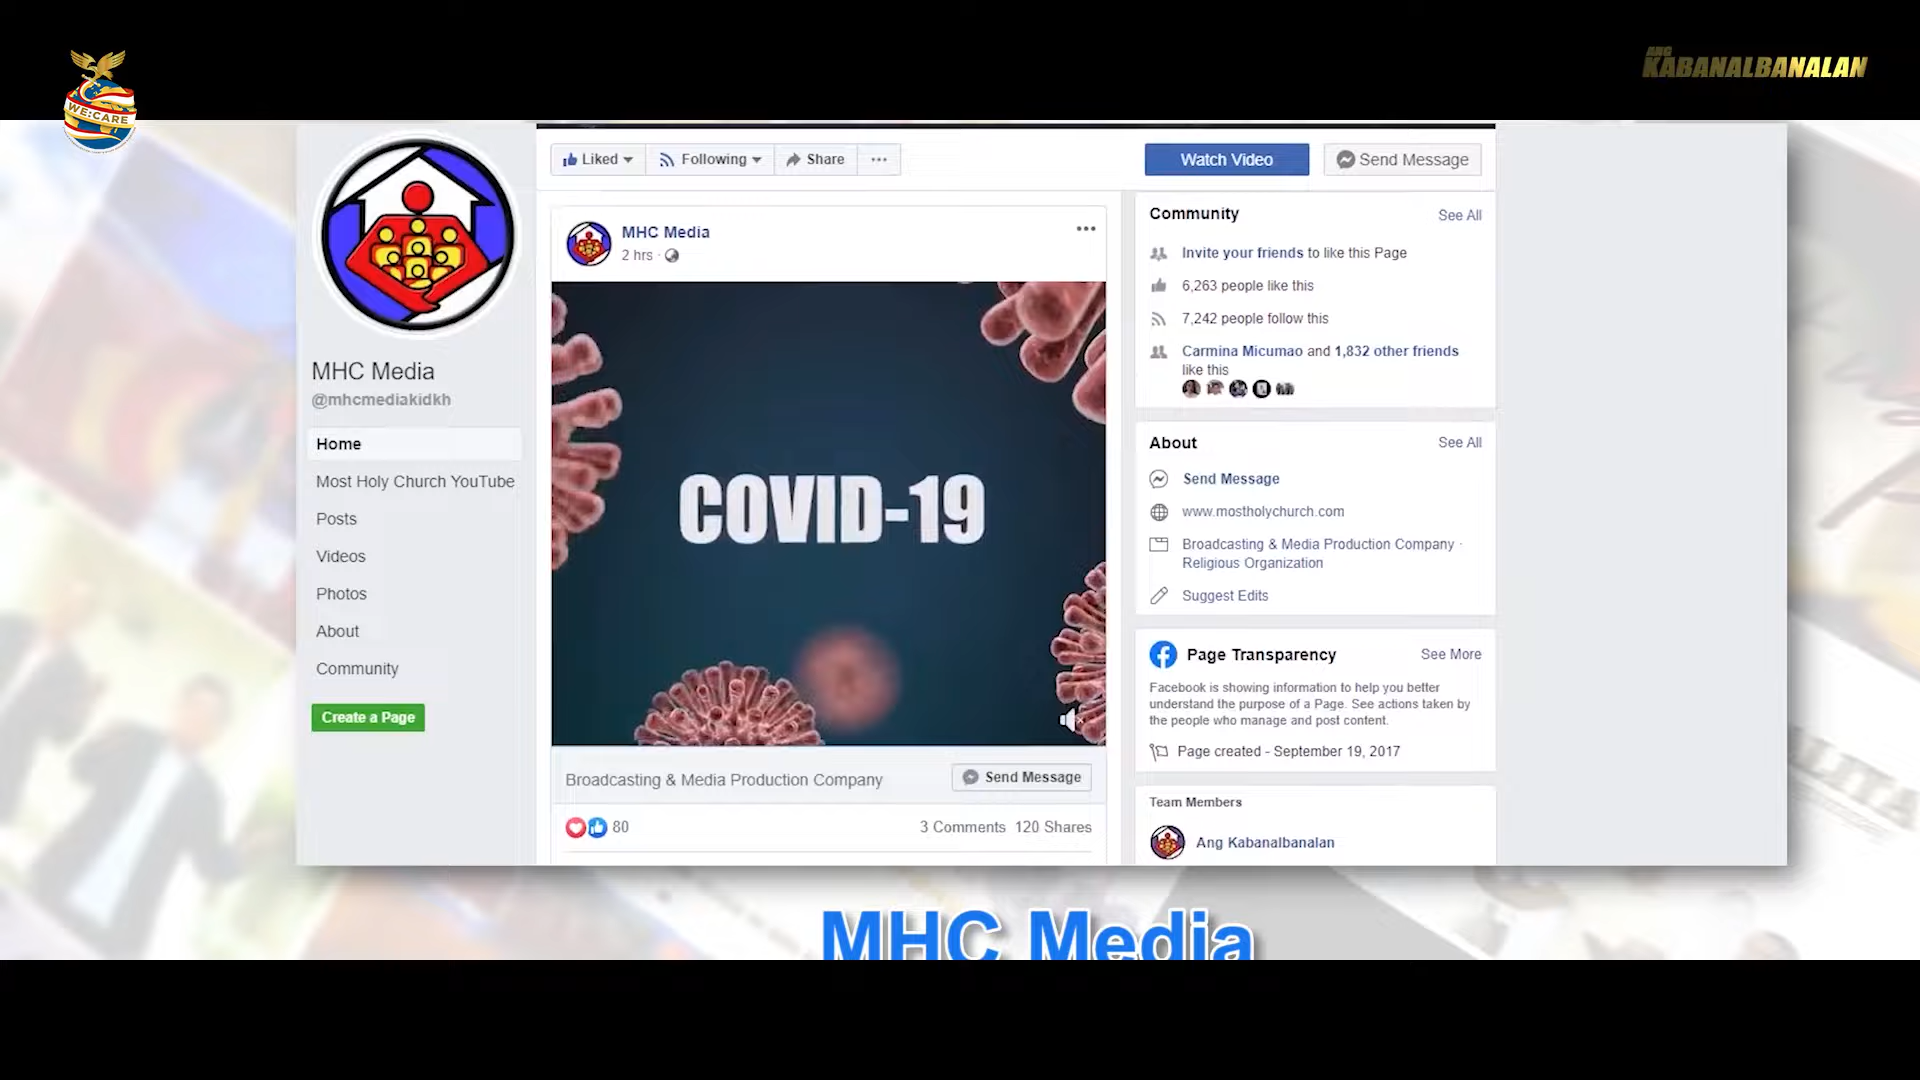 WE:CARE
ANG
KABANALBANALAN
Liked
Following
Share
Watch Video
Send Message
MHC Media
@mhcmediakidkh
Home
Most Holy Church YouTube
Posts
Videos
Photos
About
Community
Create a Page
MHC Media
2 hrs ·
COVID-19
Broadcasting & Media Production Company
Send Message
80
3 Comments 120 Shares
Community
See All
Invite your friends to like this Page
6,263 people like this
7,242 people follow this
Carmina Micumao and 1,832 other friends
like this
About
See All
Send Message
www.mostholychurch.com
Broadcasting & Media Production Company ·
Religious Organization
Suggest Edits
Page Transparency
See More
Facebook is showing information to help you better
understand the purpose of a Page. See actions taken by
the people who manage and post content.
Page created - September 19, 2017
Team Members
Ang Kabanalbanalan
MHC Media